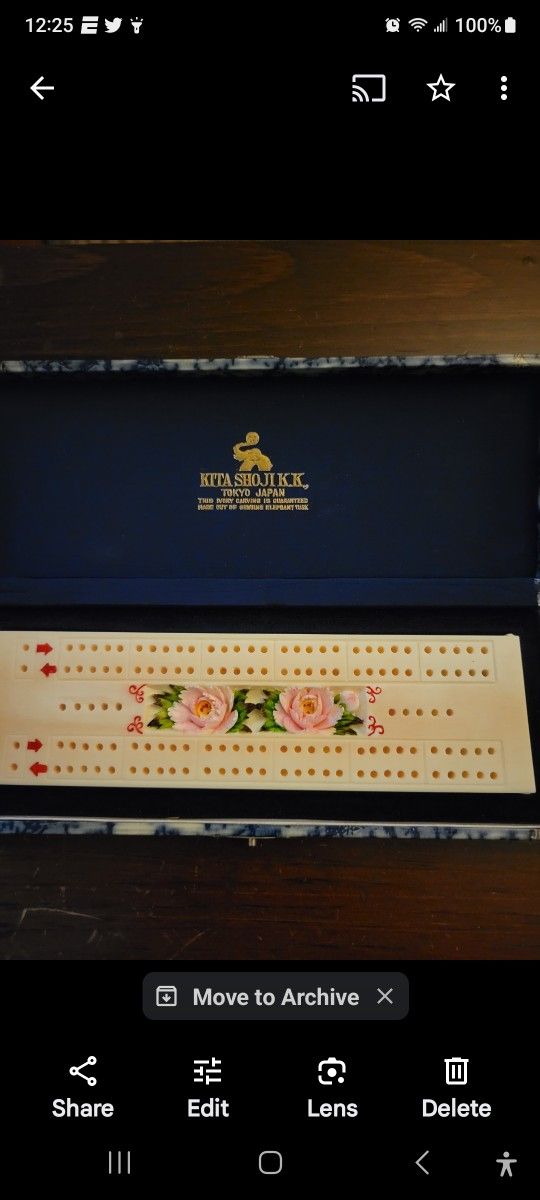 12:25
100%
KITA SHOJI K.K.,
TOKYO JAPAN
THIS IVORY CARVING IS GUARANTEED
MADE OUT OF GENUINE ELEPHANT TUSK
Move to Archive
Share
Edit
Lens
Delete